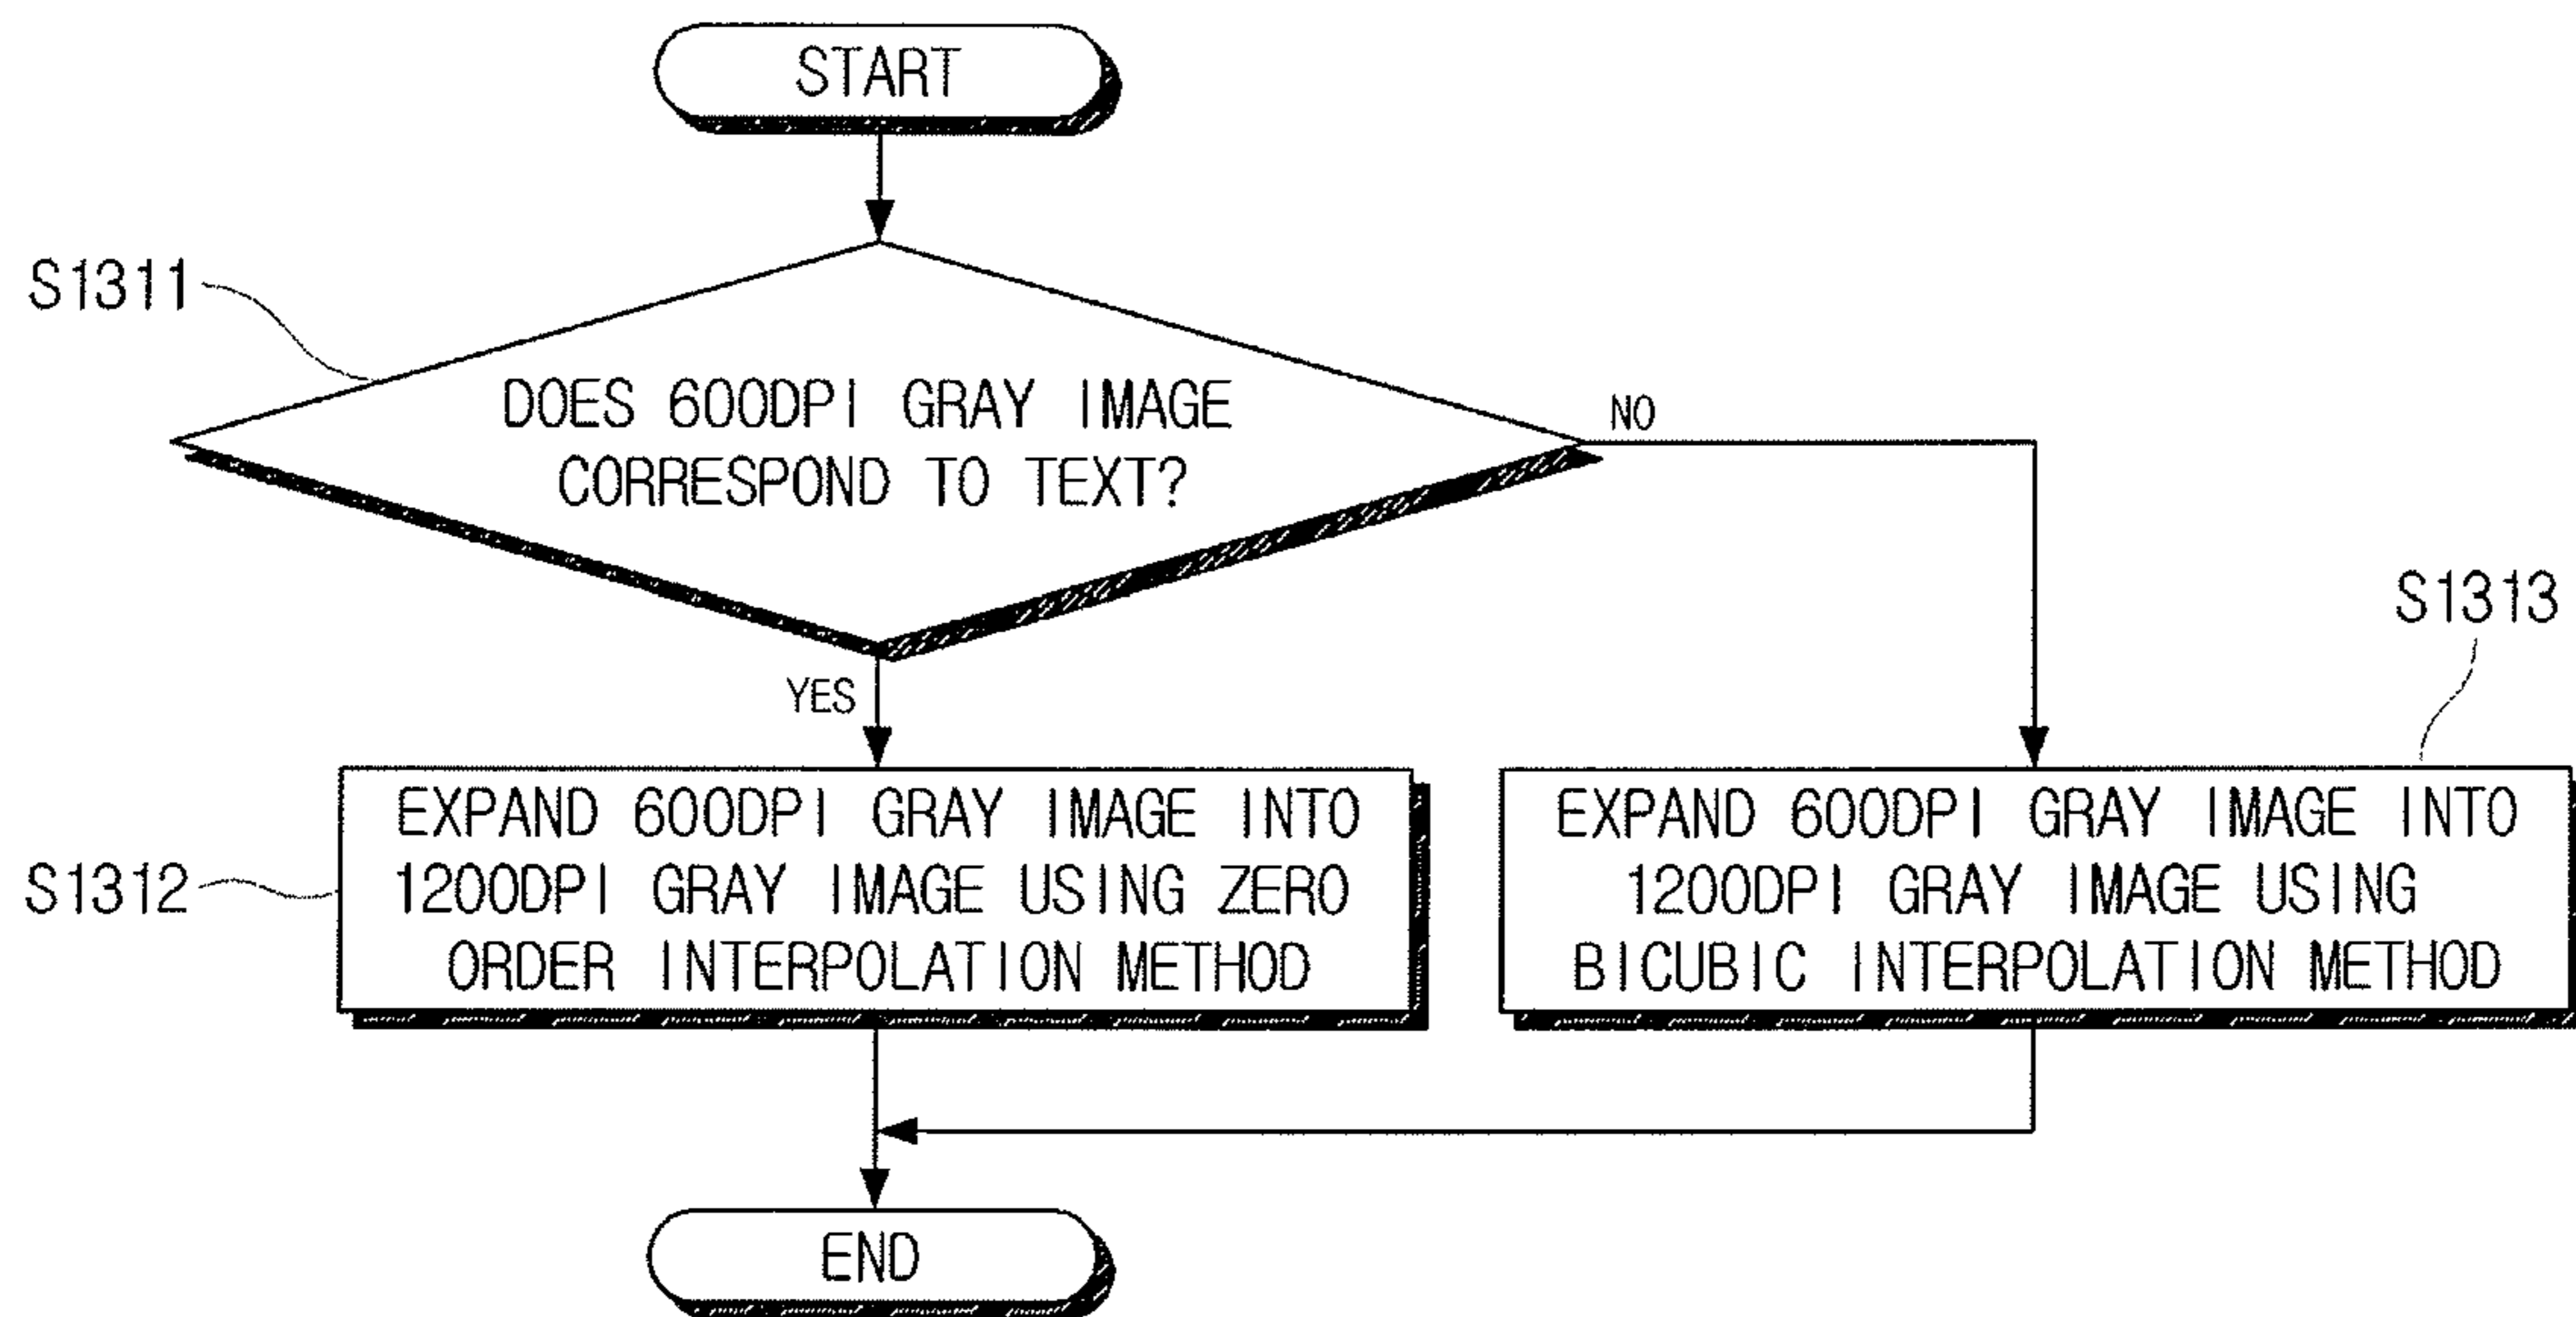 START
S1311
DOES 600DPI GRAY IMAGE
CORRESPOND TO TEXT?
NO
YES
S1313
S1312
EXPAND 600DPI GRAY IMAGE INTO
1200DPI GRAY IMAGE USING ZERO
ORDER INTERPOLATION METHOD
EXPAND 600DPI GRAY IMAGE INTO
1200DPI GRAY IMAGE USING
BICUBIC INTERPOLATION METHOD
END